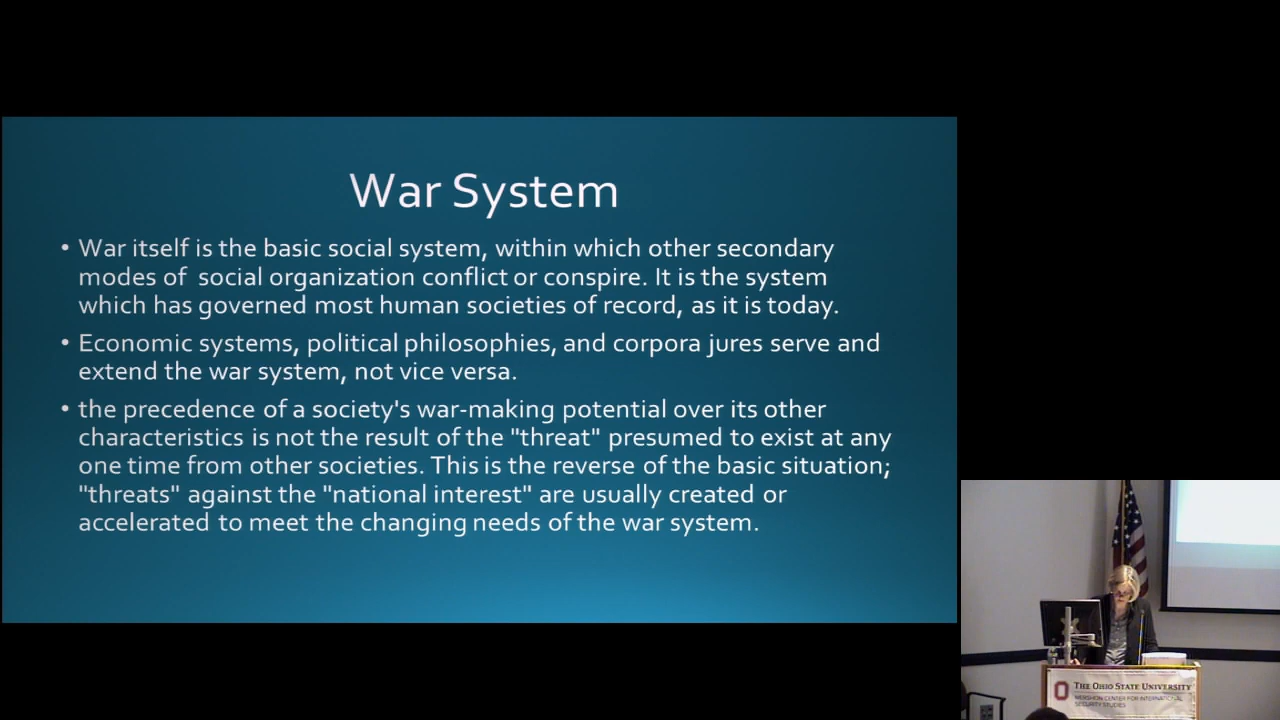 War System
• War itself is the basic social system, within which other secondary
modes of social organization conflict or conspire. It is the system
which has governed most human societies of record, as it is today.
• Economic systems, political philosophies, and corpora jures serve and
extend the war system, not vice versa.
• the precedence of a society's war-making potential over its other
characteristics is not the result of the "threat" presumed to exist at any
one time from other societies. This is the reverse of the basic situation;
"threats" against the "national interest" are usually created or
accelerated to meet the changing needs of the war system.
THE OHIO STATE UNIVERSITY
MERSHON CENTER FOR INTERNATIONAL
SECURITY STUDIES